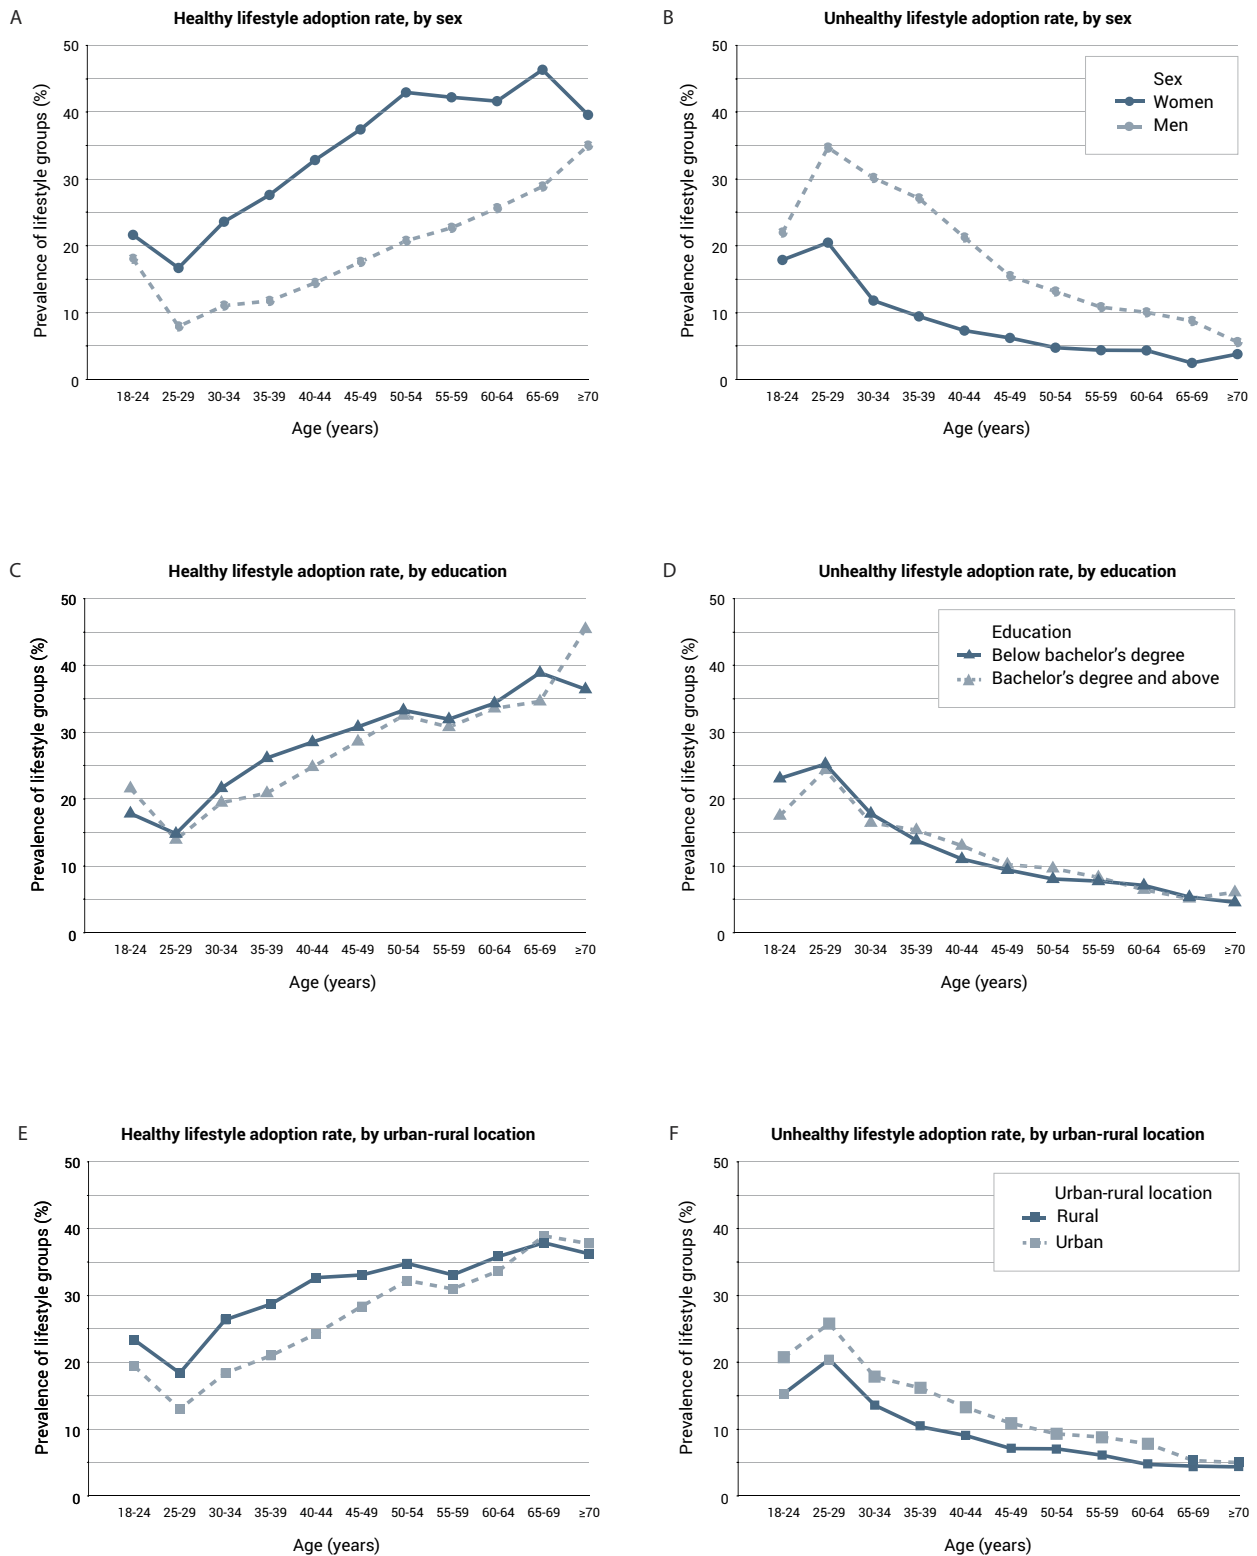 A
Healthy lifestyle adoption rate, by sex
Prevalence of lifestyle groups (%)
50
40
30
20
10
0
18-24 25-29 30-34 35-39 40-44 45-49 50-54 55-59 60-64 65-69 ≥70
Age (years)
B
Unhealthy lifestyle adoption rate, by sex
Prevalence of lifestyle groups (%)
50
40
30
20
10
0
Sex
Women
Men
18-24 25-29 30-34 35-39 40-44 45-49 50-54 55-59 60-64 65-69 ≥70
Age (years)
C
Healthy lifestyle adoption rate, by education
Prevalence of lifestyle groups (%)
50
40
30
20
10
0
18-24 25-29 30-34 35-39 40-44 45-49 50-54 55-59 60-64 65-69 ≥70
Age (years)
D
Unhealthy lifestyle adoption rate, by education
Prevalence of lifestyle groups (%)
50
40
30
20
10
0
Education
Below bachelor's degree
Bachelor's degree and above
18-24 25-29 30-34 35-39 40-44 45-49 50-54 55-59 60-64 65-69 ≥70
Age (years)
E
Healthy lifestyle adoption rate, by urban-rural location
Prevalence of lifestyle groups (%)
50
40
30
20
10
0
18-24 25-29 30-34 35-39 40-44 45-49 50-54 55-59 60-64 65-69 ≥70
Age (years)
F
Unhealthy lifestyle adoption rate, by urban-rural location
Prevalence of lifestyle groups (%)
50
40
30
20
10
0
Urban-rural location
Rural
Urban
18-24 25-29 30-34 35-39 40-44 45-49 50-54 55-59 60-64 65-69 ≥70
Age (years)